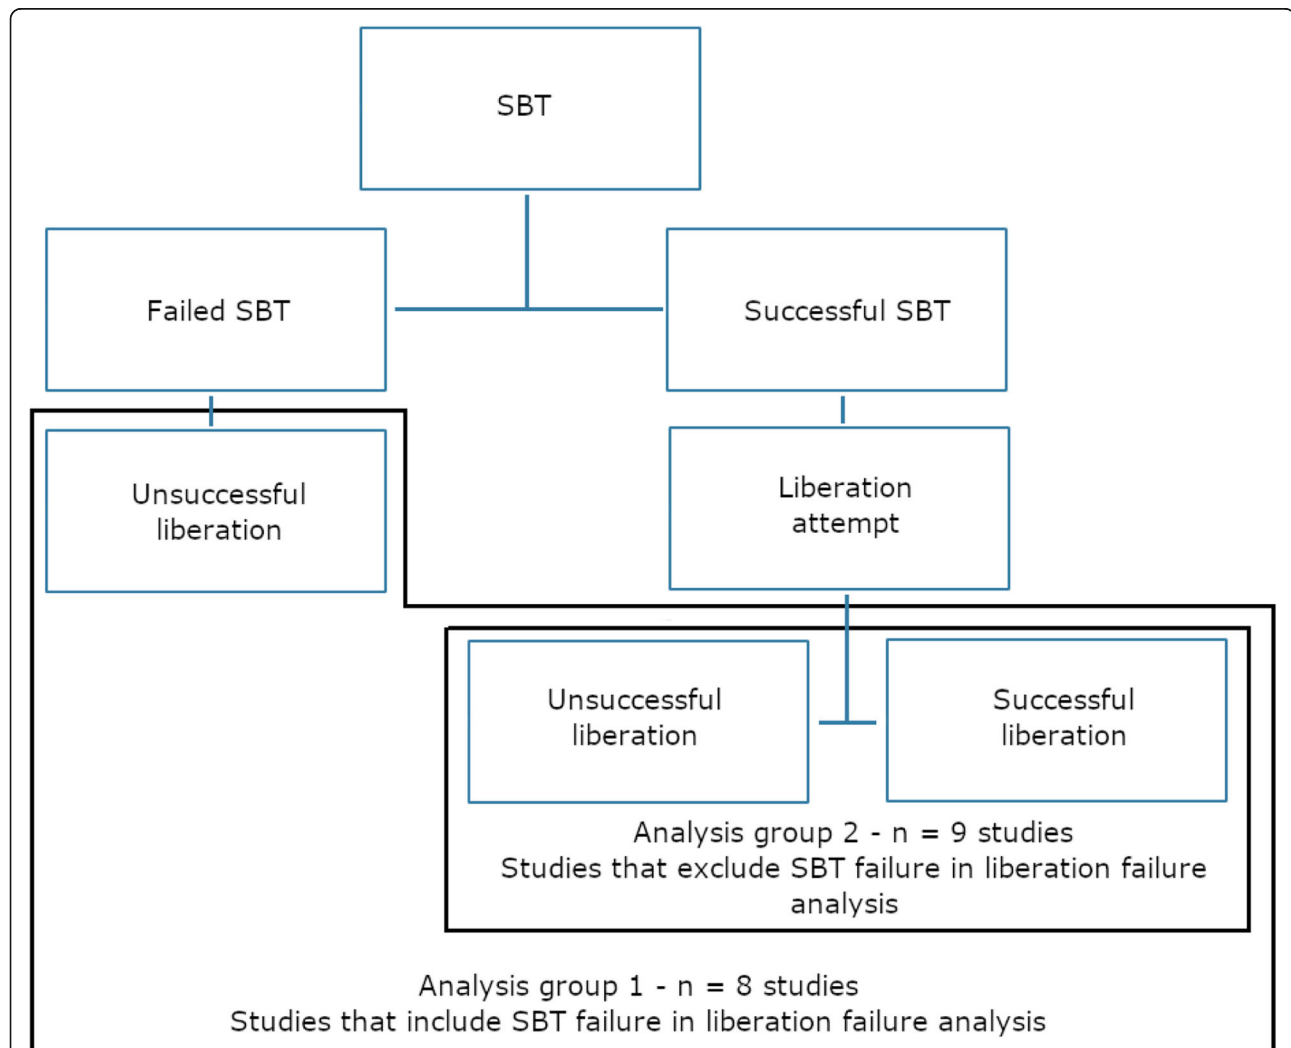 SBT
Failed SBT
Successful SBT
Unsuccessful
liberation
Liberation
attempt
Unsuccessful
liberation
Successful
liberation
Analysis group 2 - n = 9 studies
Studies that exclude SBT failure in liberation failure
analysis
Analysis group 1 - n = 8 studies
Studies that include SBT failure in liberation failure analysis